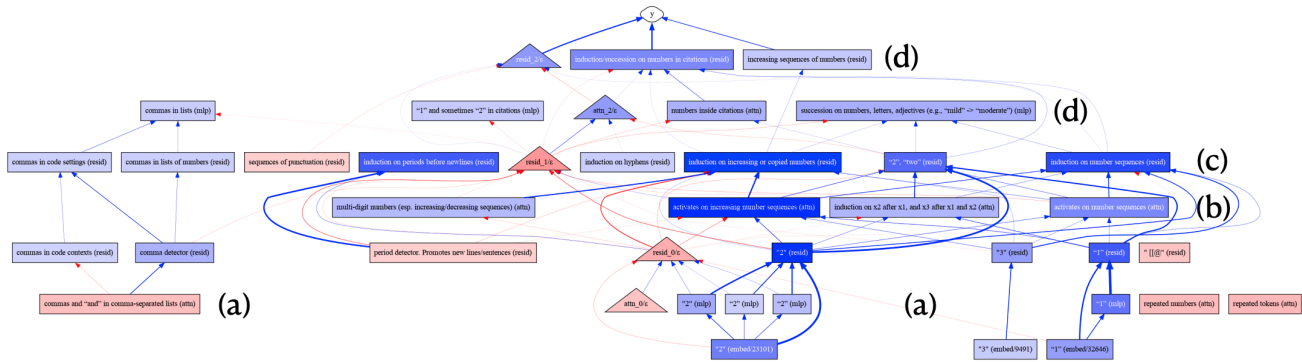 y
resid_2/ε
induction/succession on numbers in citations (resid)
increasing sequences of numbers (resid)
(d)
commas in lists (mlp)
“1” and sometimes “2” in citations (mlp)
attn_2/ε
numbers inside citations (attn)
succession on numbers, letters, adjectives (e.g., “mild” -> “moderate”) (mlp)
(d)
commas in code settings (resid)
commas in lists of numbers (resid)
sequences of punctuation (resid)
induction on periods before newlines (resid)
resid_1/ε
induction on hyphens (resid)
induction on increasing or copied numbers (resid)
“2”, “two” (resid)
induction on number sequences (resid)
(c)
multi-digit numbers (esp. increasing/decreasing sequences) (attn)
activates on increasing number sequences (attn)
induction on x2 after x1, and x3 after x1 and x2 (attn)
activates on number sequences (attn)
(b)
commas in code contexts (resid)
comma detector (resid)
period detector. Promotes new lines/sentences (resid)
resid_0/ε
"2" (resid)
"3" (resid)
“1” (resid)
" [[@" (resid)
commas and “and” in comma-separated lists (attn)
(a)
attn_0/ε
“2” (mlp)
“2” (mlp)
“2” (mlp)
(a)
“1” (mlp)
repeated numbers (attn)
repeated tokens (attn)
“2” (embed/23101)
"3" (embed/9491)
“1” (embed/32646)